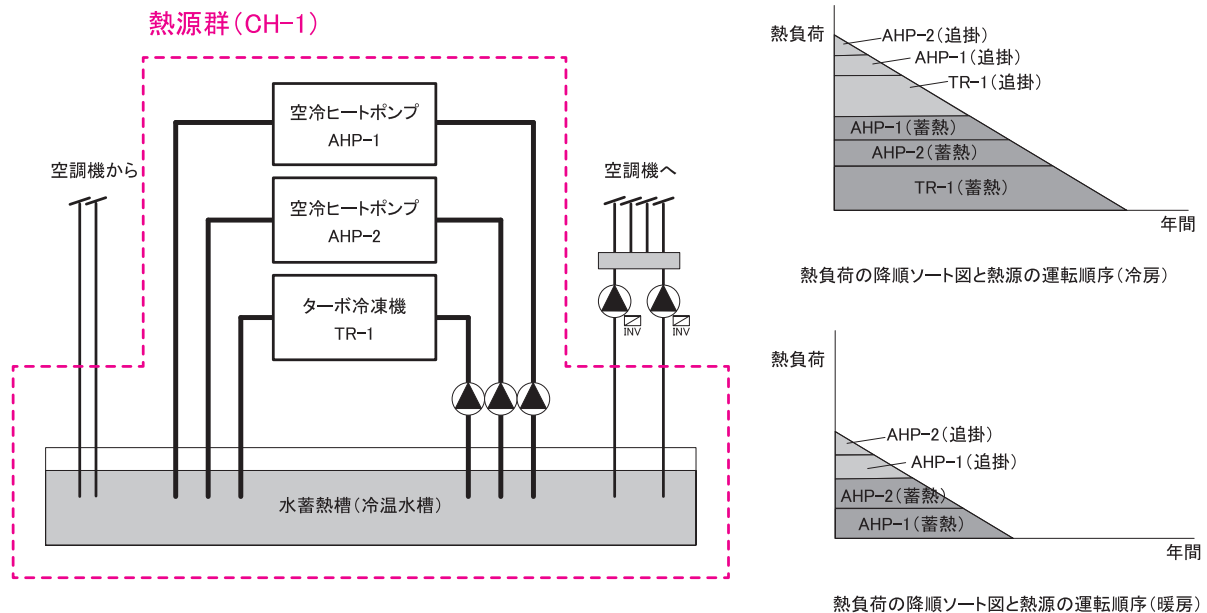 熱源群(CH-1)
空冷ヒートポンプ
AHP-1
空調機から
空調機へ
空冷ヒートポンプ
AHP-2
ターボ冷凍機
TR-1
INV
INV
水蓄熱槽(冷温水槽)
熱負荷
AHP-2(追掛)
AHP-1(追掛)
TR-1(追掛)
AHP-1(蓄熱)
AHP-2(蓄熱)
TR-1(蓄熱)
年間
熱負荷の降順ソート図と熱源の運転順序(冷房)
熱負荷
AHP-2(追掛)
AHP-1(追掛)
AHP-2(蓄熱)
AHP-1(蓄熱)
年間
熱負荷の降順ソート図と熱源の運転順序(暖房)